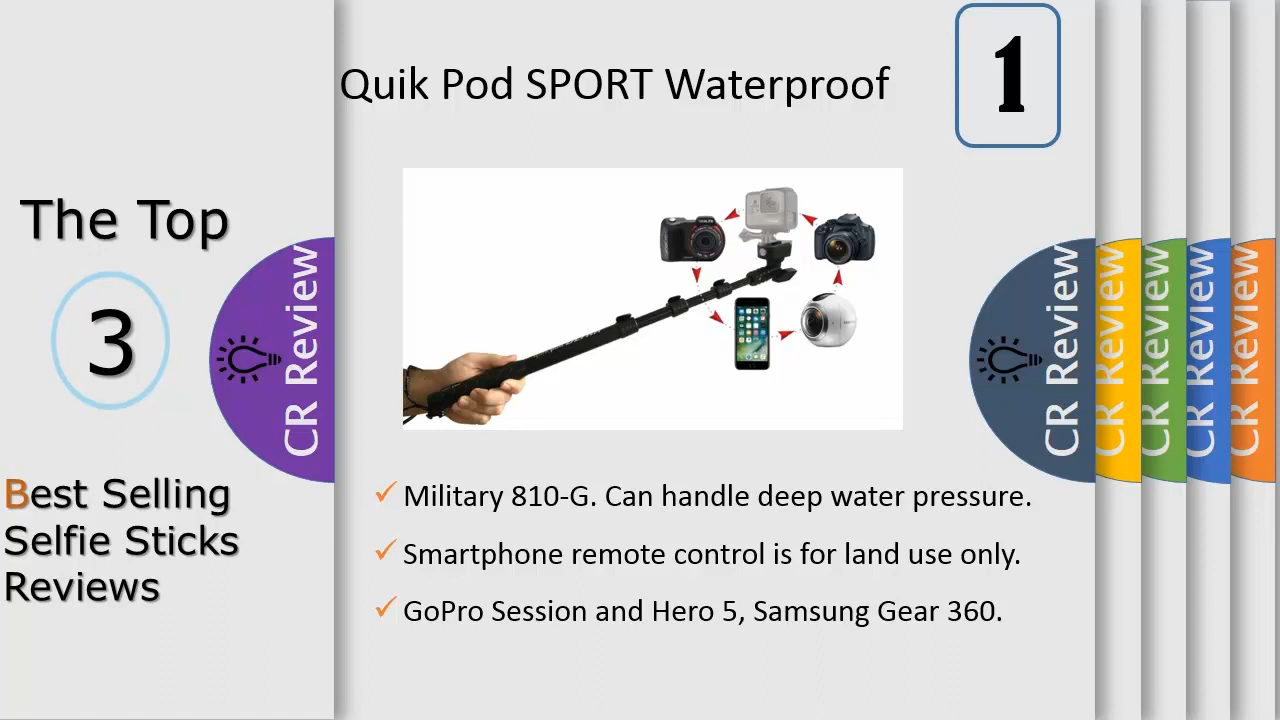 The Top
3
Best Selling
Selfie Sticks
Reviews
CR Review
Quik Pod SPORT Waterproof
1
Military 810-G. Can handle deep water pressure.
Smartphone remote control is for land use only.
GoPro Session and Hero 5, Samsung Gear 360.
CR Review
CR Review
CR Review
CR Review
CR Review